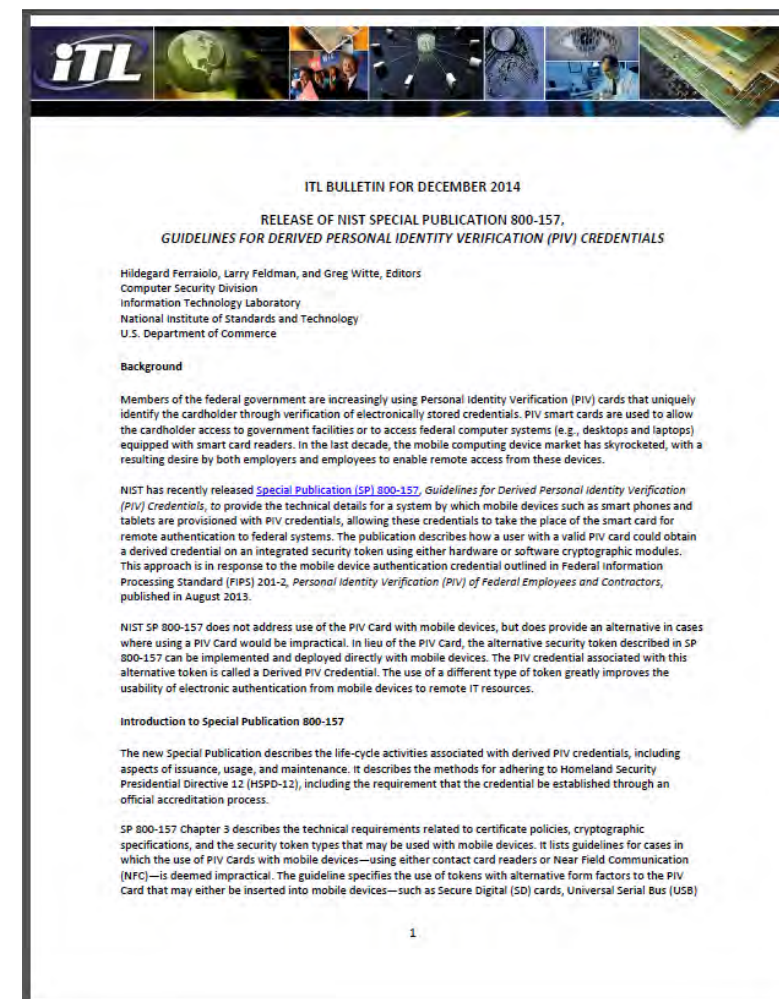 iTL
ITL BULLETIN FOR DECEMBER 2014
RELEASE OF NIST SPECIAL PUBLICATION 800-157,
GUIDELINES FOR DERIVED PERSONAL IDENTITY VERIFICATION (PIV) CREDENTIALS
Hildegard Ferraiolo, Larry Feldman, and Greg Witte, Editors
Computer Security Division
Information Technology Laboratory
National Institute of Standards and Technology
U.S. Department of Commerce
Background
Members of the federal government are increasingly using Personal Identity Verification (PIV) cards that uniquely
identify the cardholder through verification of electronically stored credentials. PIV smart cards are used to allow
the cardholder access to government facilities or to access federal computer systems (e.g., desktops and laptops)
equipped with smart card readers. In the last decade, the mobile computing device market has skyrocketed, with a
resulting desire by both employers and employees to enable remote access from these devices.
NIST has recently released Special Publication (SP) 800-157, Guidelines for Derived Personal Identity Verification
(PIV) Credentials, to provide the technical details for a system by which mobile devices such as smart phones and
tablets are provisioned with PIV credentials, allowing these credentials to take the place of the smart card for
remote authentication to federal systems. The publication describes how a user with a valid PIV card could obtain
a derived credential on an integrated security token using either hardware or software cryptographic modules.
This approach is in response to the mobile device authentication credential outlined in Federal Information
Processing Standard (FIPS) 201-2, Personal Identity Verification (PIV) of Federal Employees and Contractors,
published in August 2013.
NIST SP 800-157 does not address use of the PIV Card with mobile devices, but does provide an alternative in cases
where using a PIV Card would be impractical. In lieu of the PIV Card, the alternative security token described in SP
800-157 can be implemented and deployed directly with mobile devices. The PIV credential associated with this
alternative token is called a Derived PIV Credential. The use of a different type of token greatly improves the
usability of electronic authentication from mobile devices to remote IT resources.
Introduction to Special Publication 800-157
The new Special Publication describes the life-cycle activities associated with derived PIV credentials, including
aspects of issuance, usage, and maintenance. It describes the methods for adhering to Homeland Security
Presidential Directive 12 (HSPD-12), including the requirement that the credential be established through an
official accreditation process.
SP 800-157 Chapter 3 describes the technical requirements related to certificate policies, cryptographic
specifications, and the security token types that may be used with mobile devices. It lists guidelines for cases in
which the use of PIV Cards with mobile devices—using either contact card readers or Near Field Communication
(NFC)—is deemed impractical. The guideline specifies the use of tokens with alternative form factors to the PIV
Card that may either be inserted into mobile devices—such as Secure Digital (SD) cards, Universal Serial Bus (USB)
1